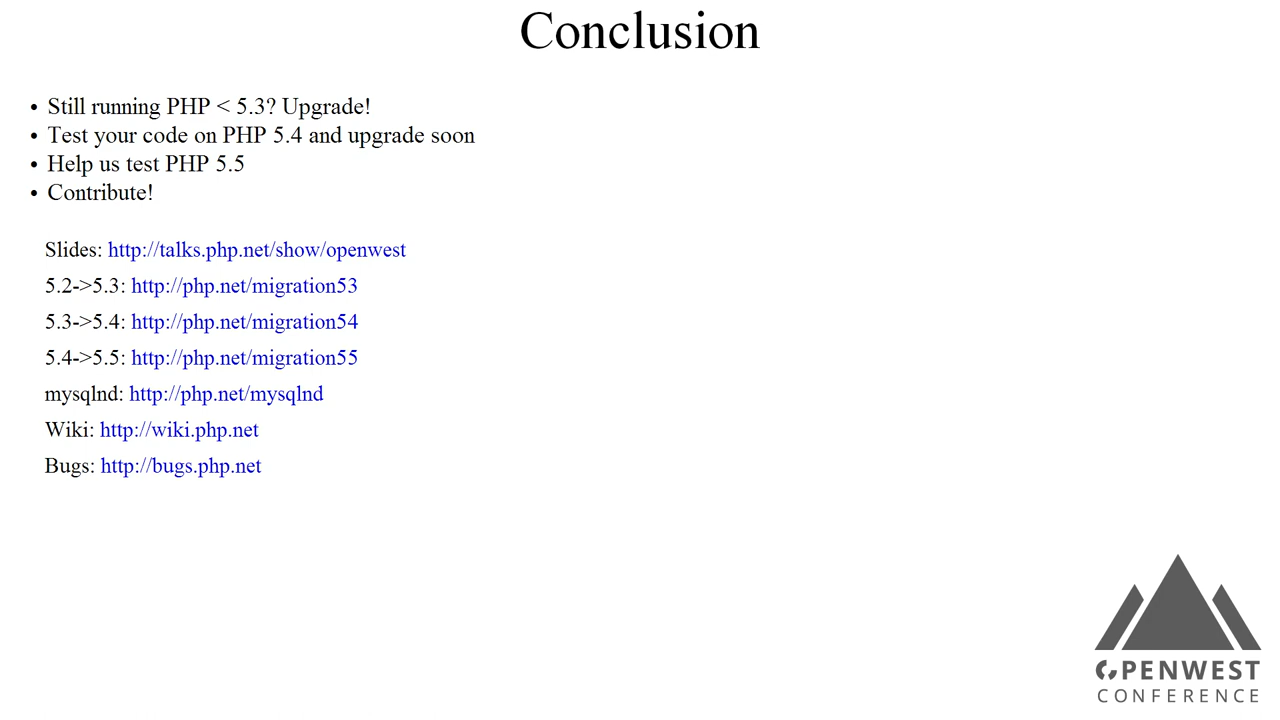 Conclusion
• Still running PHP < 5.3? Upgrade!
• Test your code on PHP 5.4 and upgrade soon
• Help us test PHP 5.5
• Contribute!
Slides: http://talks.php.net/show/openwest
5.2->5.3: http://php.net/migration53
5.3->5.4: http://php.net/migration54
5.4->5.5: http://php.net/migration55
mysqlnd: http://php.net/mysqlnd
Wiki: http://wiki.php.net
Bugs: http://bugs.php.net
OPENWEST
CONFERENCE